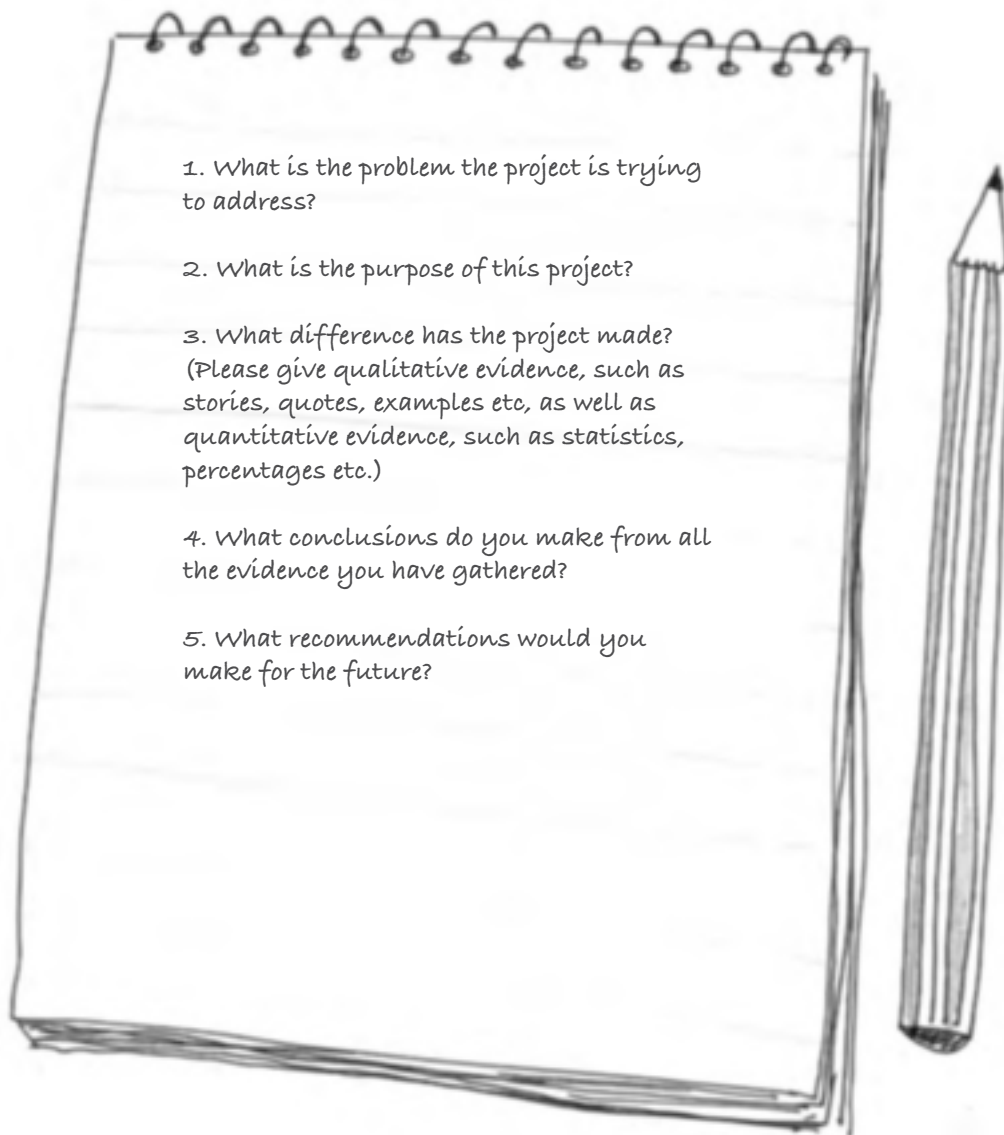 1. What is the problem the project is trying
to address?
2. What is the purpose of this project?
3. What difference has the project made?
(Please give qualitative evidence, such as
stories, quotes, examples etc, as well as
quantitative evidence, such as statistics,
percentages etc.)
4. What conclusions do you make from all
the evidence you have gathered?
5. What recommendations would you
make for the future?